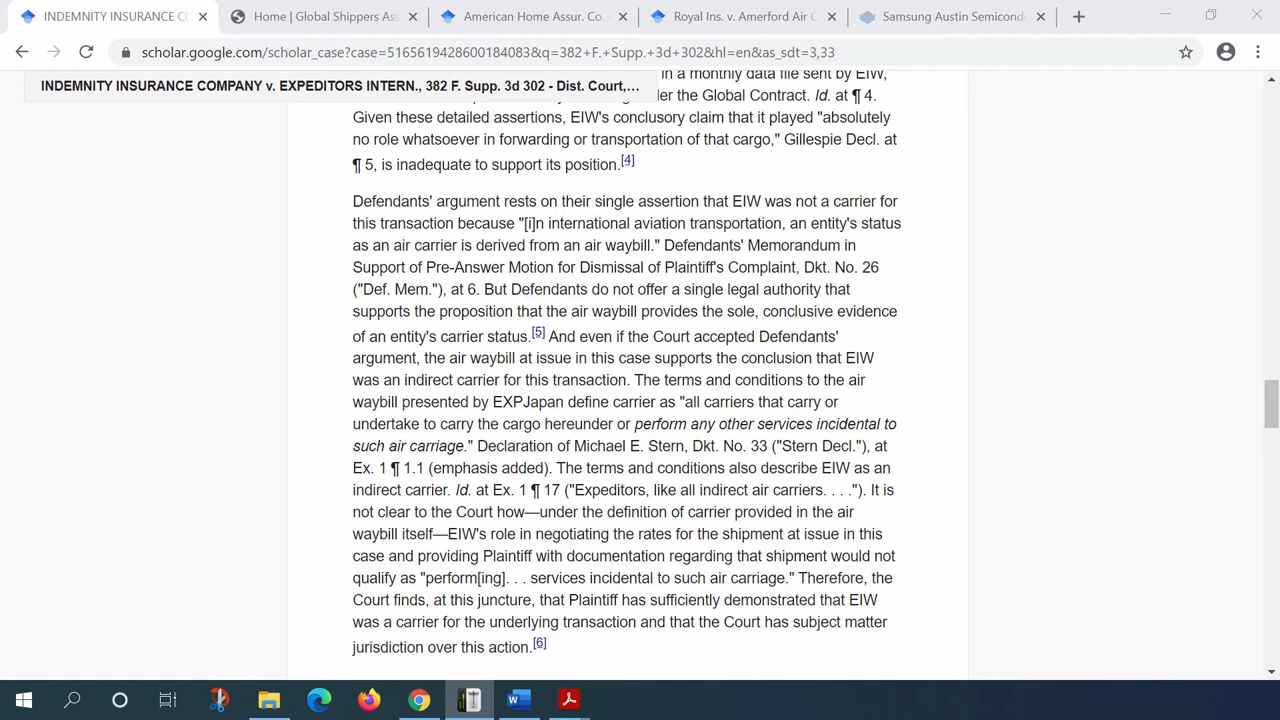 INDEMNITY INSURANCE CC
Home | Global Shippers Ass
American Home Assur. Co. v
Royal Ins. v. Amerford Air C
Samsung Austin Semicond
scholar.google.com/scholar_case?case=5165619428600184083&q=382+F.+Supp.+3d+302&hl=en&as_sdt=3,33
INDEMNITY INSURANCE COMPANY v. EXPEDITORS INTERN., 382 F. Supp. 3d 302 - Dist. Court,...
in a monthly data file sent by EIW,
the Global Contract. Id. at ¶ 4.
Given these detailed assertions, EIW's conclusory claim that it played "absolutely
no role whatsoever in forwarding or transportation of that cargo," Gillespie Decl. at
¶ 5, is inadequate to support its position.[4]
Defendants' argument rests on their single assertion that EIW was not a carrier for
this transaction because "[i]n international aviation transportation, an entity's status
as an air carrier is derived from an air waybill." Defendants' Memorandum in
Support of Pre-Answer Motion for Dismissal of Plaintiff's Complaint, Dkt. No. 26
("Def. Mem."), at 6. But Defendants do not offer a single legal authority that
supports the proposition that the air waybill provides the sole, conclusive evidence
of an entity's carrier status.[5] And even if the Court accepted Defendants'
argument, the air waybill at issue in this case supports the conclusion that EIW
was an indirect carrier for this transaction. The terms and conditions to the air
waybill presented by EXPJapan define carrier as "all carriers that carry or
undertake to carry the cargo hereunder or perform any other services incidental to
such air carriage." Declaration of Michael E. Stern, Dkt. No. 33 ("Stern Decl."), at
Ex. 1 ¶ 1.1 (emphasis added). The terms and conditions also describe EIW as an
indirect carrier. Id. at Ex. 1 ¶ 17 ("Expeditors, like all indirect air carriers. . . ."). It is
not clear to the Court how—under the definition of carrier provided in the air
waybill itself—EIW's role in negotiating the rates for the shipment at issue in this
case and providing Plaintiff with documentation regarding that shipment would not
qualify as "perform[ing]. . . services incidental to such air carriage." Therefore, the
Court finds, at this juncture, that Plaintiff has sufficiently demonstrated that EIW
was a carrier for the underlying transaction and that the Court has subject matter
jurisdiction over this action.[6]